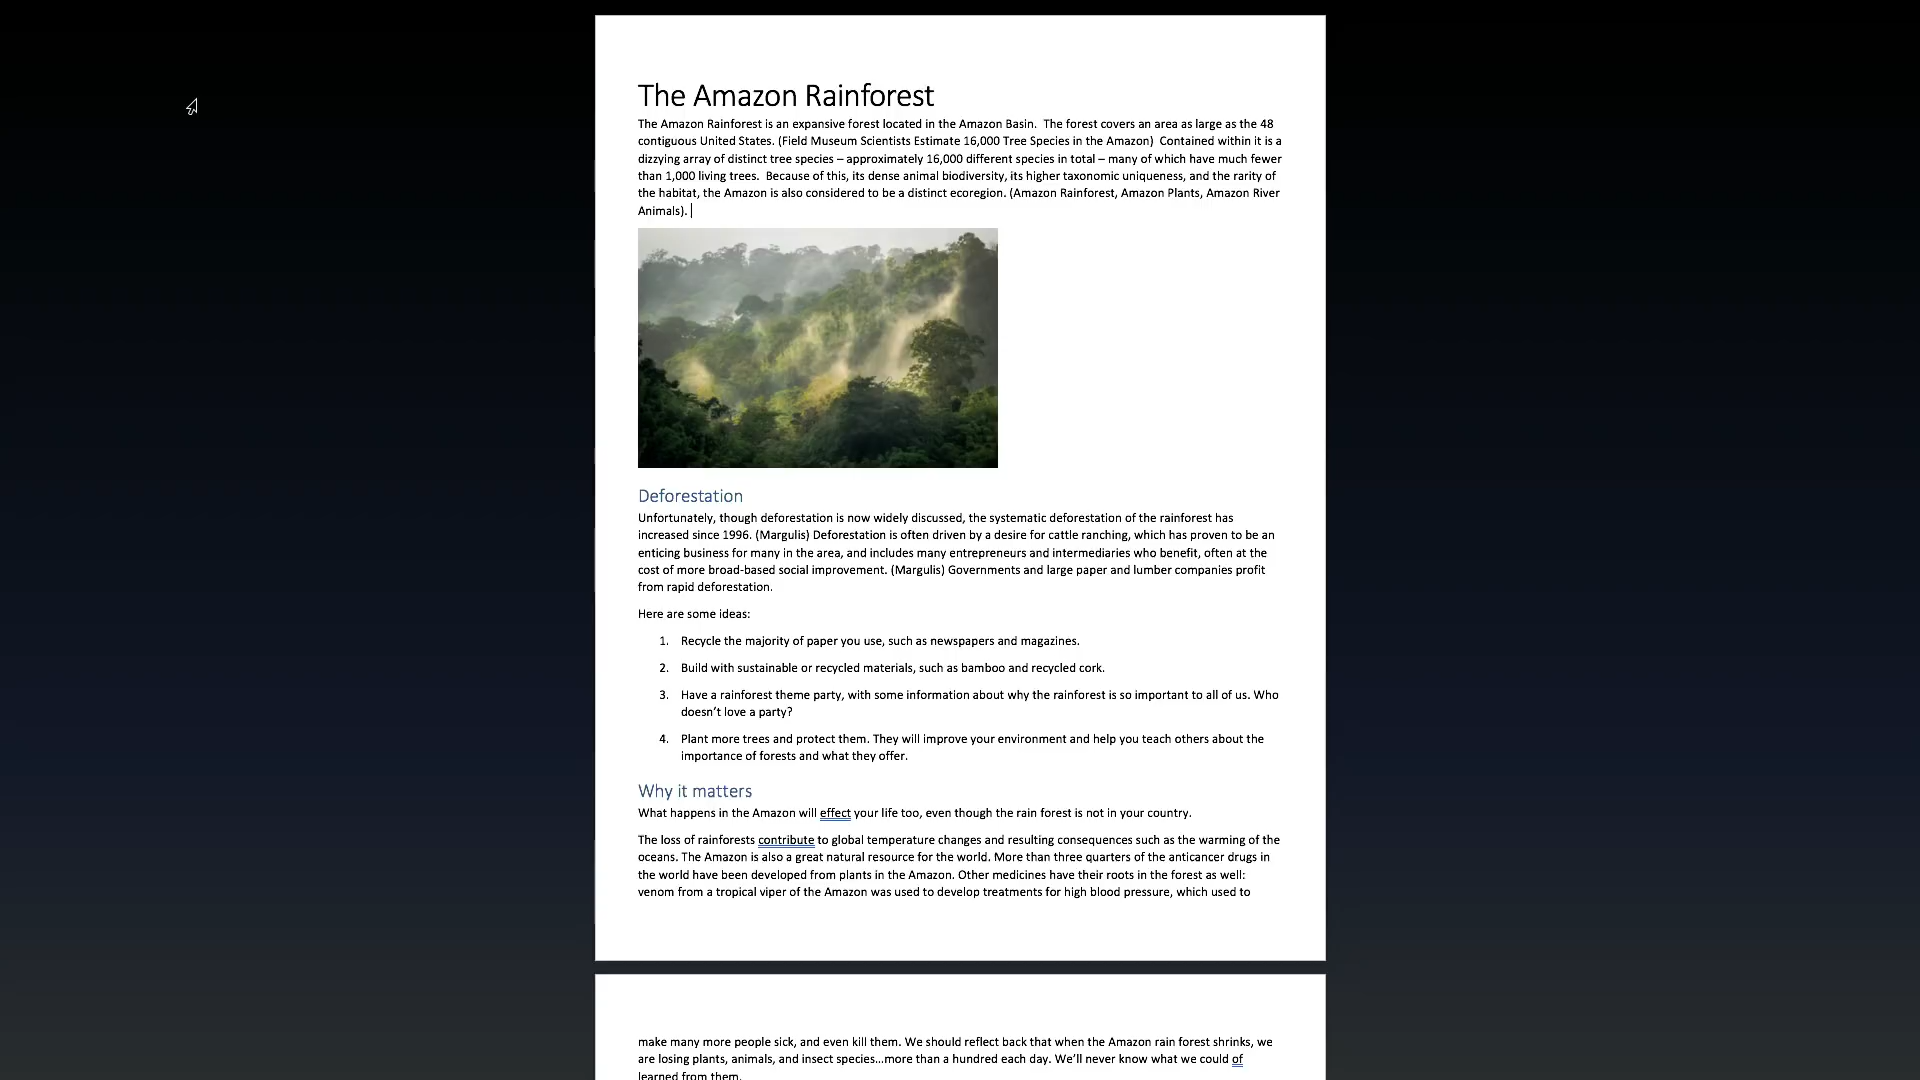 The Amazon Rainforest
The Amazon Rainforest is an expansive forest located in the Amazon Basin.  The forest covers an area as large as the 48
contiguous United States. (Field Museum Scientists Estimate 16,000 Tree Species in the Amazon)  Contained within it is a
dizzying array of distinct tree species – approximately 16,000 different species in total – many of which have much fewer
than 1,000 living trees.  Because of this, its dense animal biodiversity, its higher taxonomic uniqueness, and the rarity of
the habitat, the Amazon is also considered to be a distinct ecoregion. (Amazon Rainforest, Amazon Plants, Amazon River
Animals).
Deforestation
Unfortunately, though deforestation is now widely discussed, the systematic deforestation of the rainforest has
increased since 1996. (Margulis) Deforestation is often driven by a desire for cattle ranching, which has proven to be an
enticing business for many in the area, and includes many entrepreneurs and intermediaries who benefit, often at the
cost of more broad-based social improvement. (Margulis) Governments and large paper and lumber companies profit
from rapid deforestation.
Here are some ideas:
1. Recycle the majority of paper you use, such as newspapers and magazines.
2. Build with sustainable or recycled materials, such as bamboo and recycled cork.
3. Have a rainforest theme party, with some information about why the rainforest is so important to all of us. Who
doesn’t love a party?
4. Plant more trees and protect them. They will improve your environment and help you teach others about the
importance of forests and what they offer.
Why it matters
What happens in the Amazon will effect your life too, even though the rain forest is not in your country.
The loss of rainforests contribute to global temperature changes and resulting consequences such as the warming of the
oceans. The Amazon is also a great natural resource for the world. More than three quarters of the anticancer drugs in
the world have been developed from plants in the Amazon. Other medicines have their roots in the forest as well:
venom from a tropical viper of the Amazon was used to develop treatments for high blood pressure, which used to
make many more people sick, and even kill them. We should reflect back that when the Amazon rain forest shrinks, we
are losing plants, animals, and insect species...more than a hundred each day. We’ll never know what we could of
learned from them.